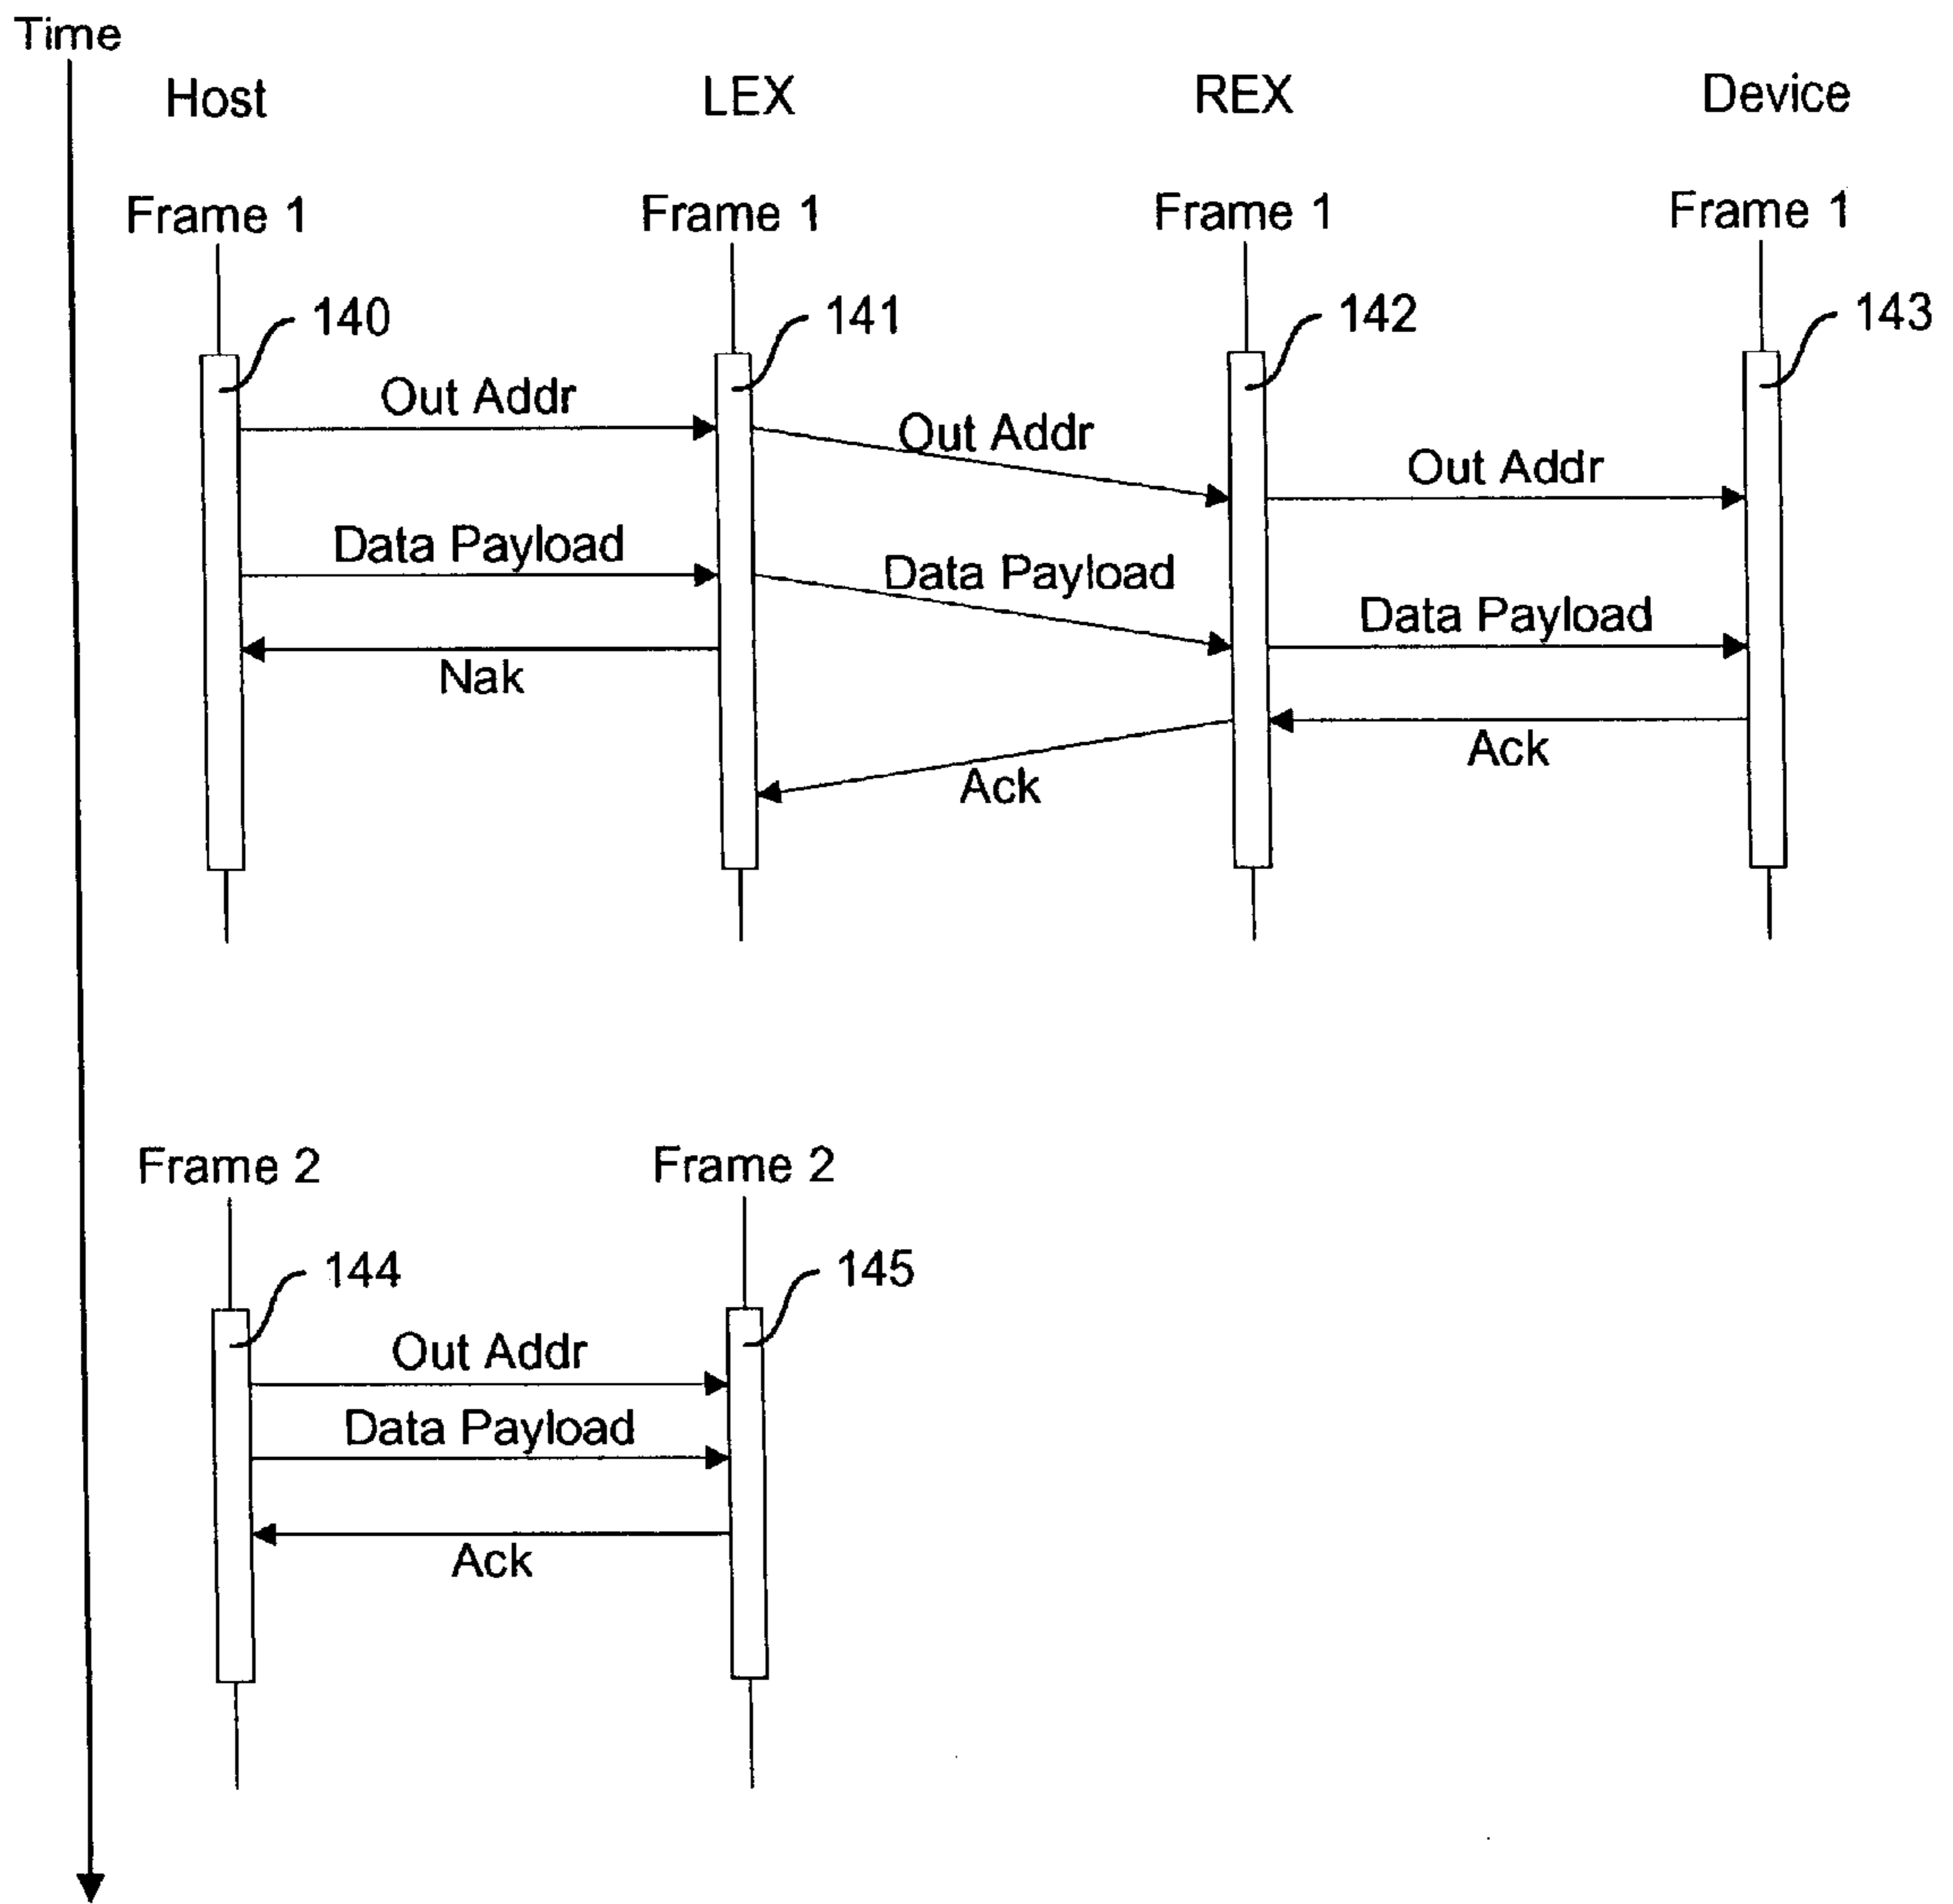 Time
Host LEX REX Device
Frame 1 Frame 1 Frame 1 Frame 1
140 141 142 143
Out Addr Out Addr Out Addr
Data Payload Data Payload Data Payload
Nak Ack Ack
Frame 2 Frame 2
144 145
Out Addr
Data Payload
Ack